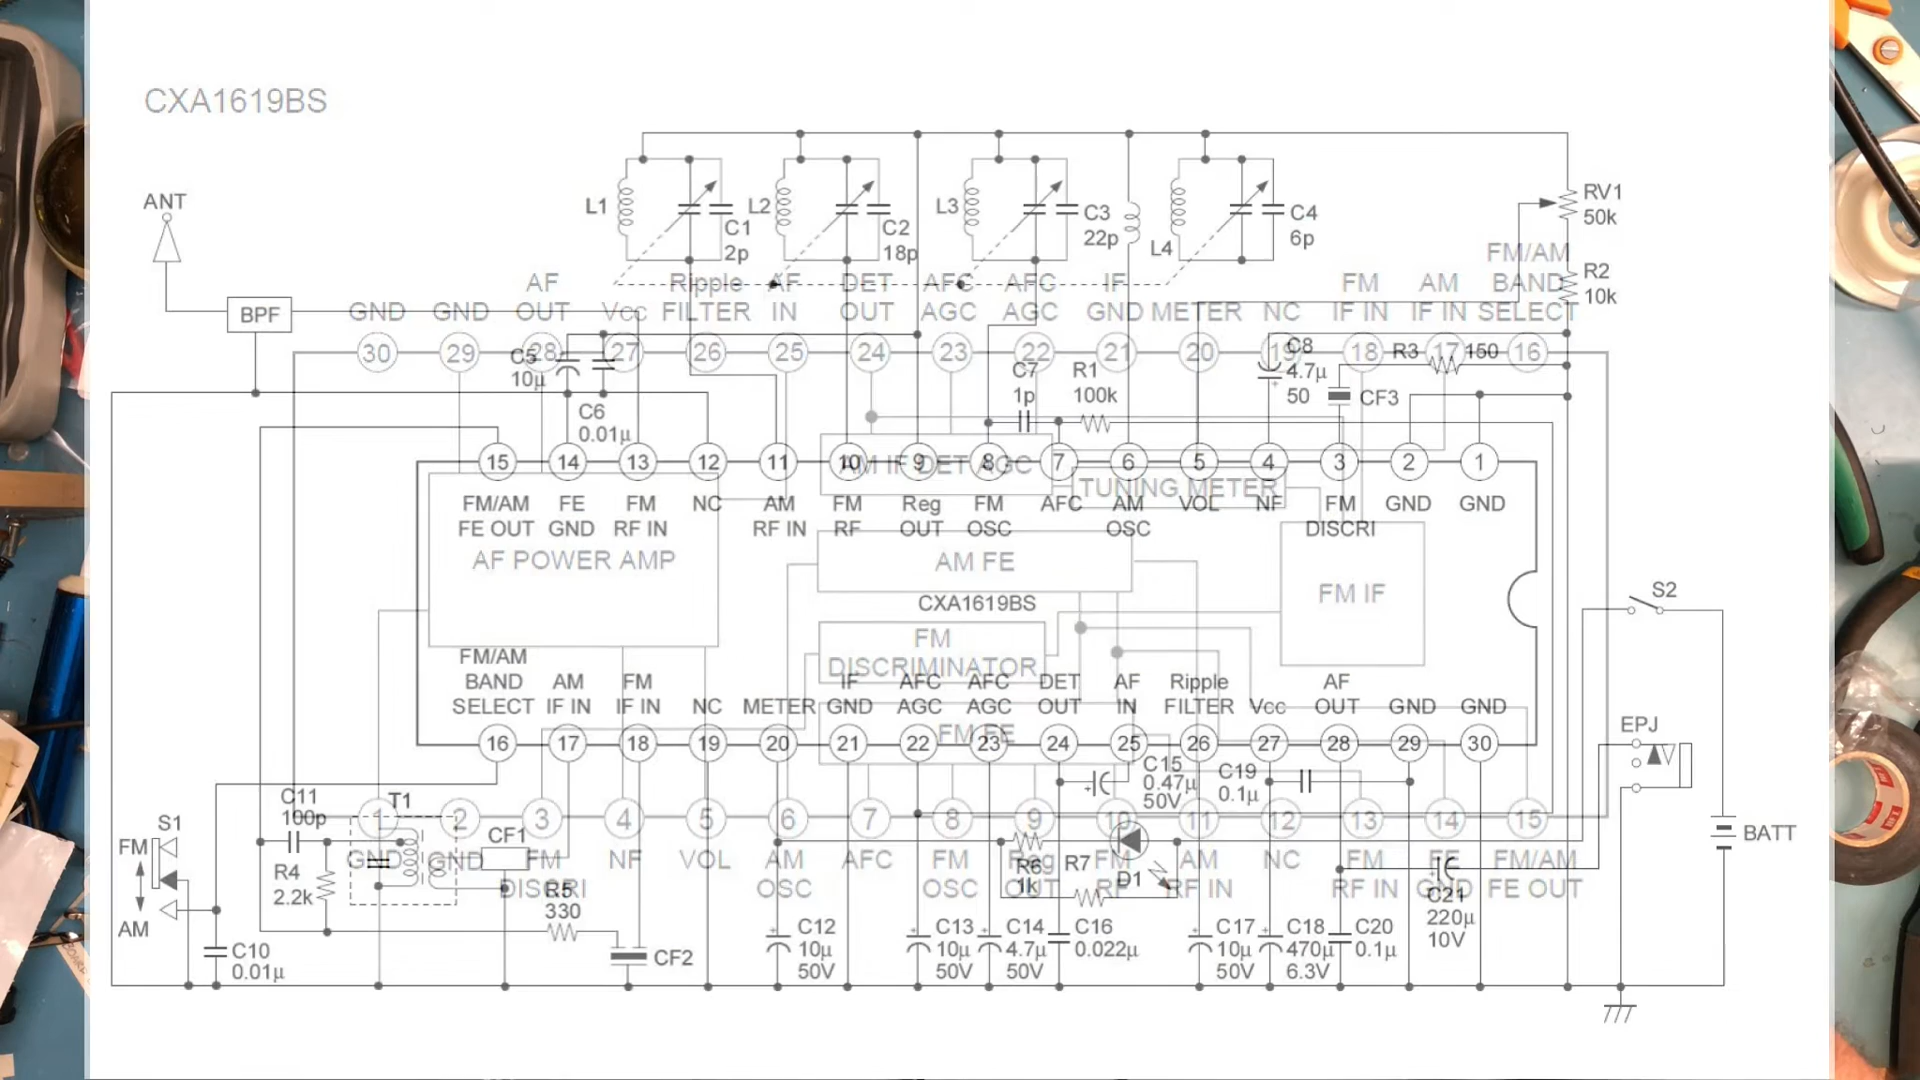 CXA1619BS
ANT
BPF
L1
C1
2p
L2
C2
18p
L3
C3
22p
L4
C4
6p
RV1
50k
R2
10k
GND
GND
AF
OUT
Vcc
Ripple
FILTER
AF
IN
DET
OUT
AFC
AGC
AFC
AGC
IF
GND
METER
NC
FM
IF IN
AM
IF IN
FM/AM
BAND
SELECT
30
29
28
27
26
25
24
23
22
21
20
19
18
17
16
C5
10µ
C6
0.01µ
C7
1p
R1
100k
C8
4.7µ
50
R3
150
CF3
15
14
13
12
11
10
9
8
7
6
5
4
3
2
1
AM IF DET AGC
TUNING METER
FM/AM
FE OUT
FE
GND
FM
RF IN
NC
AM
RF IN
FM
RF
Reg
OUT
FM
OSC
AFC
AM
OSC
VOL
NF
FM
DISCRI
GND
GND
AF POWER AMP
AM FE
FM IF
CXA1619BS
FM
DISCRIMINATOR
FM FE
S2
FM/AM
BAND
SELECT
AM
IF IN
FM
IF IN
NC
METER
IF
GND
AFC
AGC
AFC
AGC
DET
OUT
AF
IN
Ripple
FILTER
Vcc
AF
OUT
GND
GND
16
17
18
19
20
21
22
23
24
25
26
27
28
29
30
EPJ
C15
0.47µ
50V
C19
0.1µ
C11
100p
T1
1
2
3
4
5
6
7
8
9
10
11
12
13
14
15
S1
FM
AM
CF1
R4
2.2k
R5
330
GND
GND
FM
DISCRI
NF
VOL
AM
OSC
AFC
FM
OSC
Reg
OUT
FM
RF
AM
RF IN
NC
FM
RF IN
FE
GND
FM/AM
FE OUT
R6
1k
R7
D1
BATT
C10
0.01µ
CF2
C12
10µ
50V
C13
10µ
50V
C14
4.7µ
50V
C16
0.022µ
C17
10µ
50V
C18
470µ
6.3V
C20
0.1µ
C21
220µ
10V